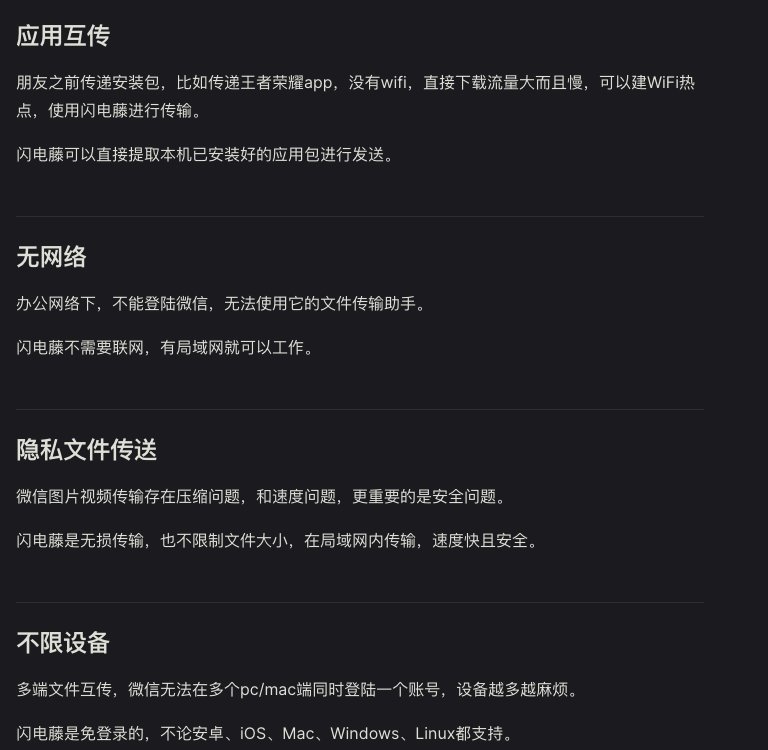 应用互传
朋友之前传递安装包，比如传递王者荣耀app，没有wifi，直接下载流量大而且慢，可以建WiFi热
点，使用闪电藤进行传输。
闪电藤可以直接提取本机已安装好的应用包进行发送。
无网络
办公网络下，不能登陆微信，无法使用它的文件传输助手。
闪电藤不需要联网，有局域网就可以工作。
隐私文件传送
微信图片视频传输存在压缩问题，和速度问题，更重要的是安全问题。
闪电藤是无损传输，也不限制文件大小，在局域网内传输，速度快且安全。
不限设备
多端文件互传，微信无法在多个pc/mac端同时登陆一个账号，设备越多越麻烦。
闪电藤是免登录的，不论安卓、iOS、Mac、Windows、Linux都支持。